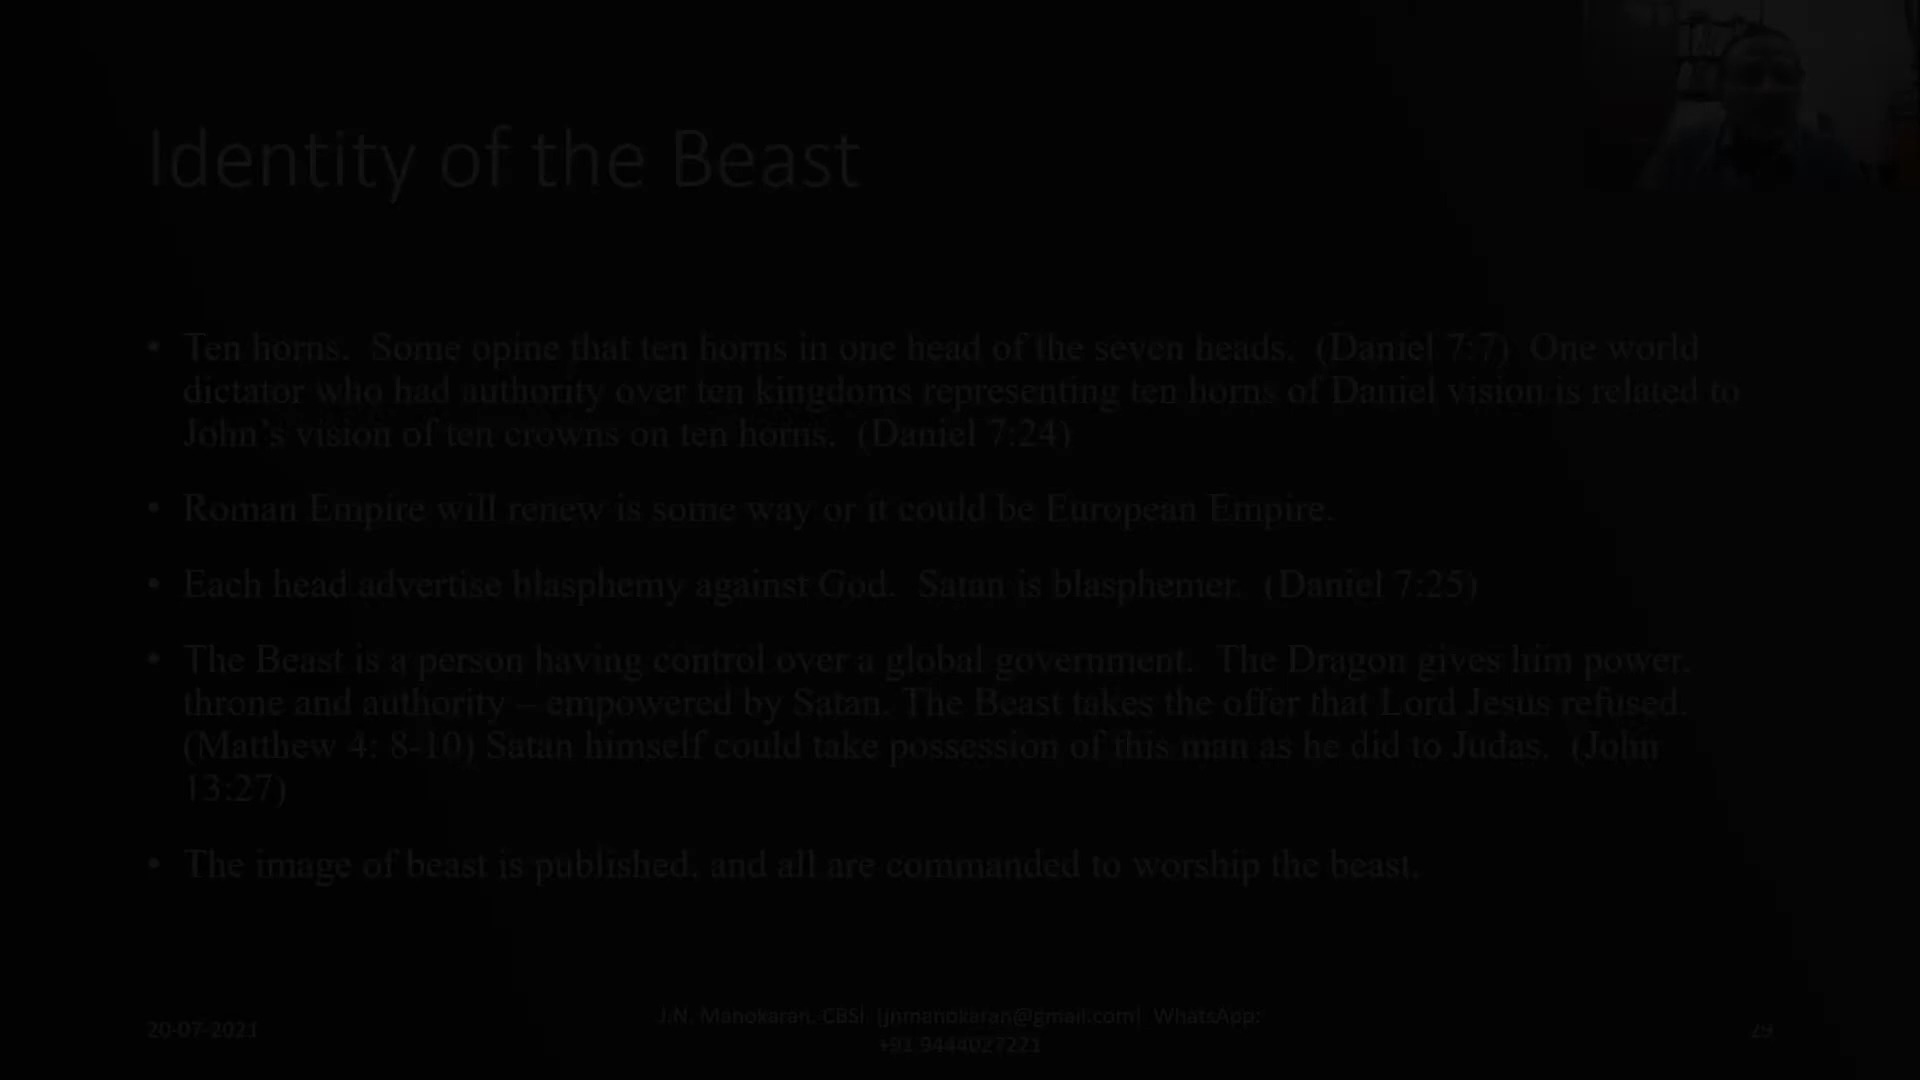 Identity of the Beast
• Ten horns.  Some opine that ten horns in one head of the seven heads.  (Daniel 7:7)  One world
dictator who had authority over ten kingdoms representing ten horns of Daniel vision is related to
John's vision of ten crowns on ten horns.  (Daniel 7:24)
• Roman Empire will renew is some way or it could be European Empire.
• Each head advertise blasphemy against God.  Satan is blasphemer.  (Daniel 7:25)
• The Beast is a person having control over a global government.  The Dragon gives him power,
throne and authority – empowered by Satan. The Beast takes the offer that Lord Jesus refused.
(Matthew 4: 8-10) Satan himself could take possession of this man as he did to Judas.  (John
13:27)
• The image of beast is published, and all are commanded to worship the beast.
20-07-2021
J.N. Manokaran, CBSI [jnmanokaran@gmail.com] WhatsApp:
+91 9444027221
29